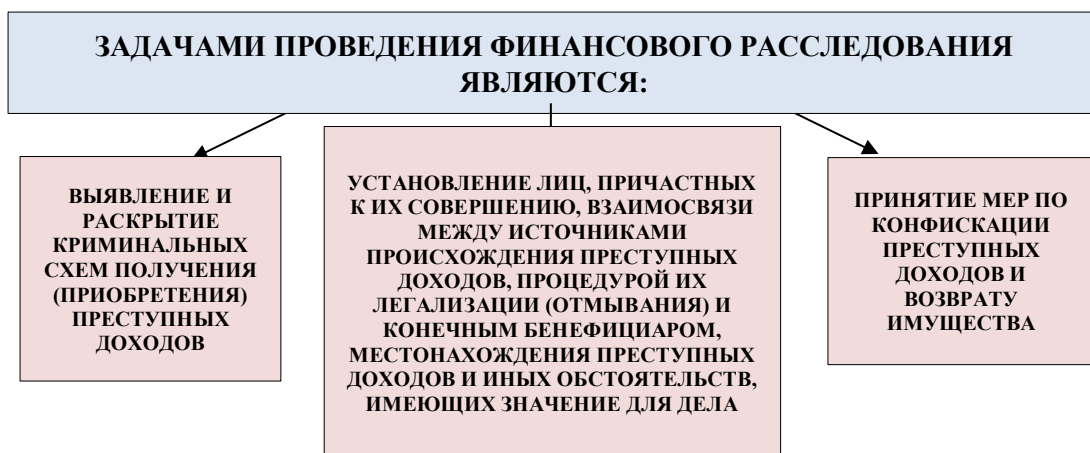 ЗАДАЧАМИ ПРОВЕДЕНИЯ ФИНАНСОВОГО РАССЛЕДОВАНИЯ
ЯВЛЯЮТСЯ:
ВЫЯВЛЕНИЕ И
РАСКРЫТИЕ
КРИМИНАЛЬНЫХ
СХЕМ ПОЛУЧЕНИЯ
(ПРИОБРЕТЕНИЯ)
ПРЕСТУПНЫХ
ДОХОДОВ
УСТАНОВЛЕНИЕ ЛИЦ, ПРИЧАСТНЫХ
К ИХ СОВЕРШЕНИЮ, ВЗАИМОСВЯЗИ
МЕЖДУ ИСТОЧНИКАМИ
ПРОИСХОЖДЕНИЯ ПРЕСТУПНЫХ
ДОХОДОВ, ПРОЦЕДУРОЙ ИХ
ЛЕГАЛИЗАЦИИ (ОТМЫВАНИЯ) И
КОНЕЧНЫМ БЕНЕФИЦИАРОМ,
МЕСТОНАХОЖДЕНИЯ ПРЕСТУПНЫХ
ДОХОДОВ И ИНЫХ ОБСТОЯТЕЛЬСТВ,
ИМЕЮЩИХ ЗНАЧЕНИЕ ДЛЯ ДЕЛА
ПРИНЯТИЕ МЕР ПО
КОНФИСКАЦИИ
ПРЕСТУПНЫХ
ДОХОДОВ И
ВОЗВРАТУ
ИМУЩЕСТВА